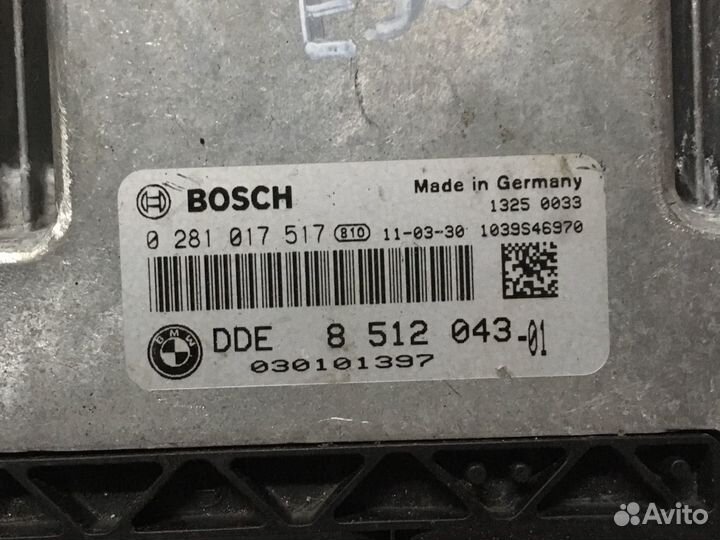 BOSCH
Made in Germany
1325 0033
0 281 017 517 810 11-03-30 1039S46970
BMW
DDE 8 512 043-01
030101397
Avito